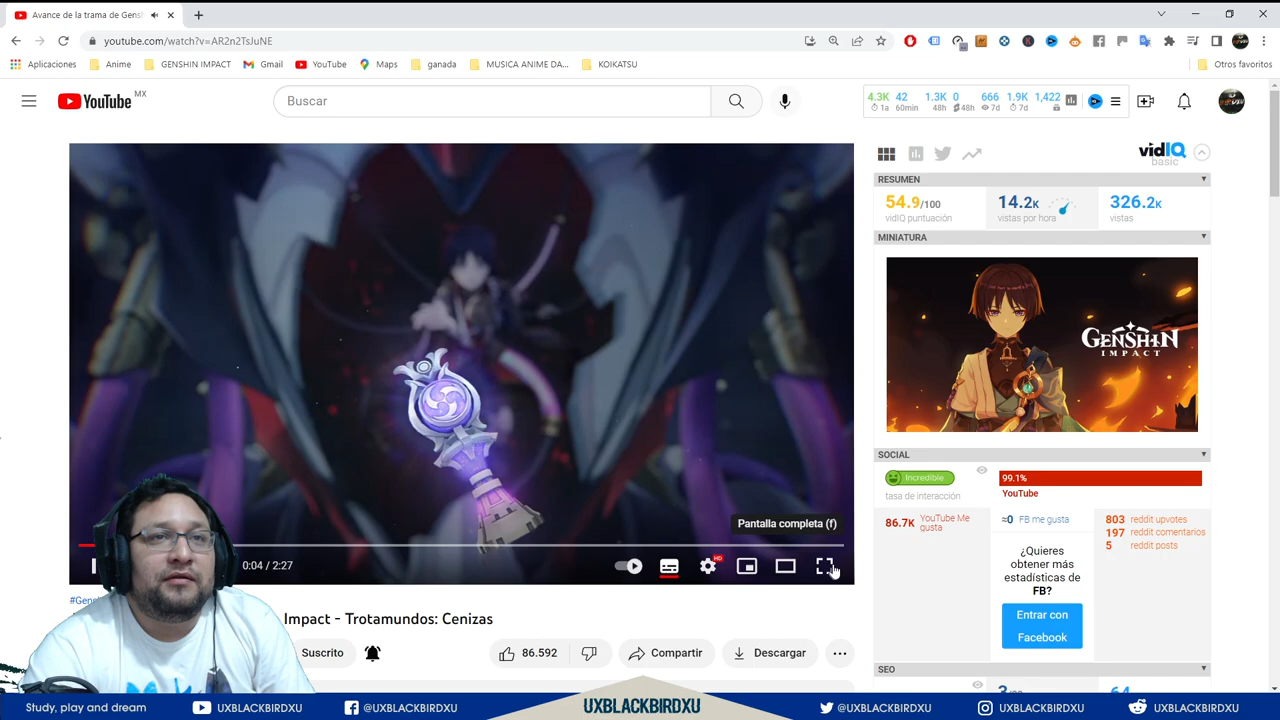 Avance de la trama de Gensh
youtube.com/watch?v=AR2n2TsJuNE
Aplicaciones
Anime
GENSHIN IMPACT
Gmail
YouTube
Maps
ganada
MUSICA ANIME DA...
KOIKATSU
Otros favoritos
YouTube MX
Buscar
4.3K 42 1.3K 0 666 1.9K 1,422
1a 60min 48h 48h 7d 7d
vidIQ
basic
RESUMEN
54.9/100
vidIQ puntuación
14.2K
vistas por hora
326.2K
vistas
MINIATURA
GENSHIN
IMPACT
SOCIAL
Incredible
tasa de interacción
99.1%
YouTube
86.7K YouTube Me
gusta
≈0 FB me gusta
803 reddit upvotes
197 reddit comentarios
5 reddit posts
¿Quieres
obtener más
estadísticas de
FB?
Entrar con
Facebook
SEO
Pantalla completa (f)
0:04 / 2:27
HD
Impact - Trotamundos: Cenizas
Suscrito
86.592
Compartir
Descargar
Study, play and dream
UXBLACKBIRDXU
@UXBLACKBIRDXU
UXBLACKBIRDXU
@UXBLACKBIRDXU
@UXBLACKBIRDXU
UXBLACKBIRDXU